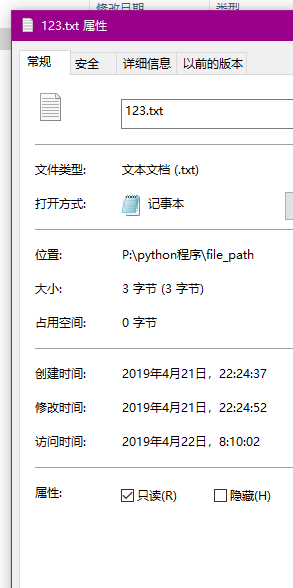 修改日期 类型
123.txt 属性
常规 安全 详细信息 以前的版本
123.txt
文件类型: 文本文档 (.txt)
打开方式: 记事本
位置: P:\python程序\file_path
大小: 3 字节 (3 字节)
占用空间: 0 字节
创建时间: 2019年4月21日，22:24:37
修改时间: 2019年4月21日，22:24:52
访问时间: 2019年4月22日，8:10:02
属性: 只读(R) 隐藏(H)